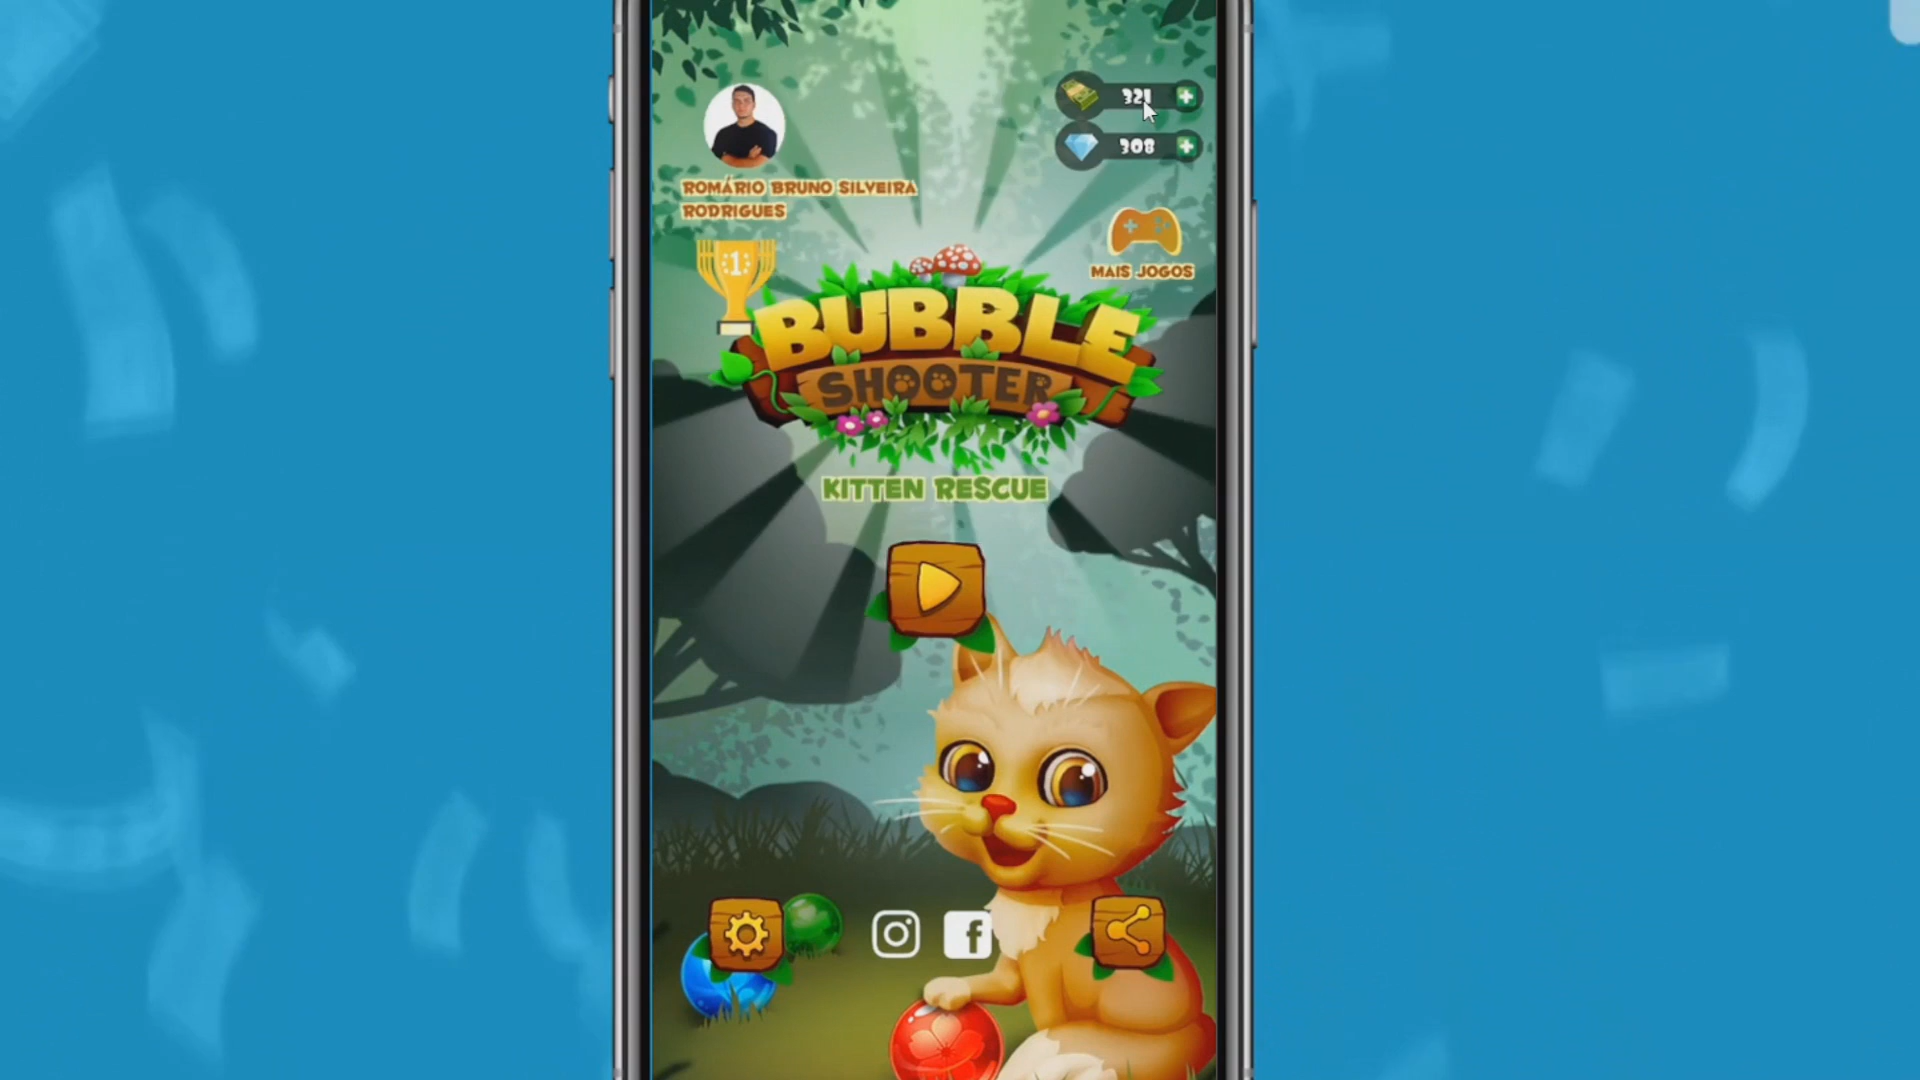 321
308
ROMÁRIO BRUNO SILVEIRA
RODRIGUES
MAIS JOGOS
1
BUBBLE
SHOOTER
KITTEN RESCUE
f